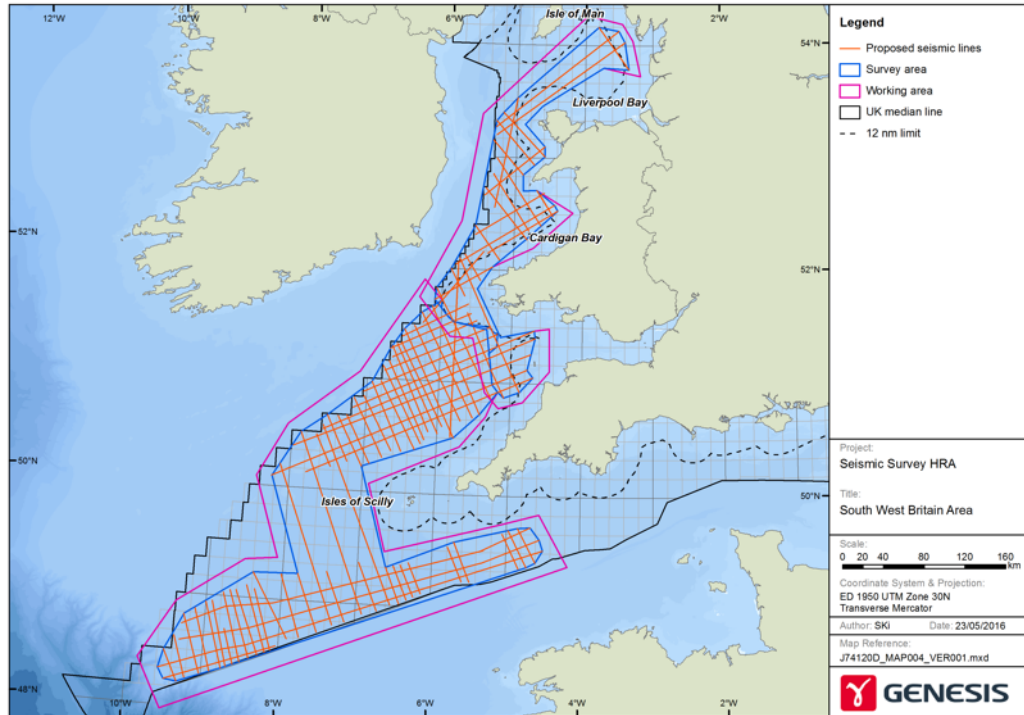 12°W
10°W
8°W
6°W
2°W
Isle of Man
54°N
Liverpool Bay
52°N
Cardigan Bay
52°N
50°N
Isles of Scilly
50°N
48°N
10°W
8°W
6°W
4°W
2°W
Legend
Proposed seismic lines
Survey area
Working area
UK median line
12 nm limit
Project:
Seismic Survey HRA
Title:
South West Britain Area
Scale:
0 20 40 80 120 160
km
Coordinate System & Projection:
ED 1950 UTM Zone 30N
Transverse Mercator
Author: SKi Date: 23/05/2016
Map Reference:
J74120D_MAP004_VER001.mxd
GENESIS